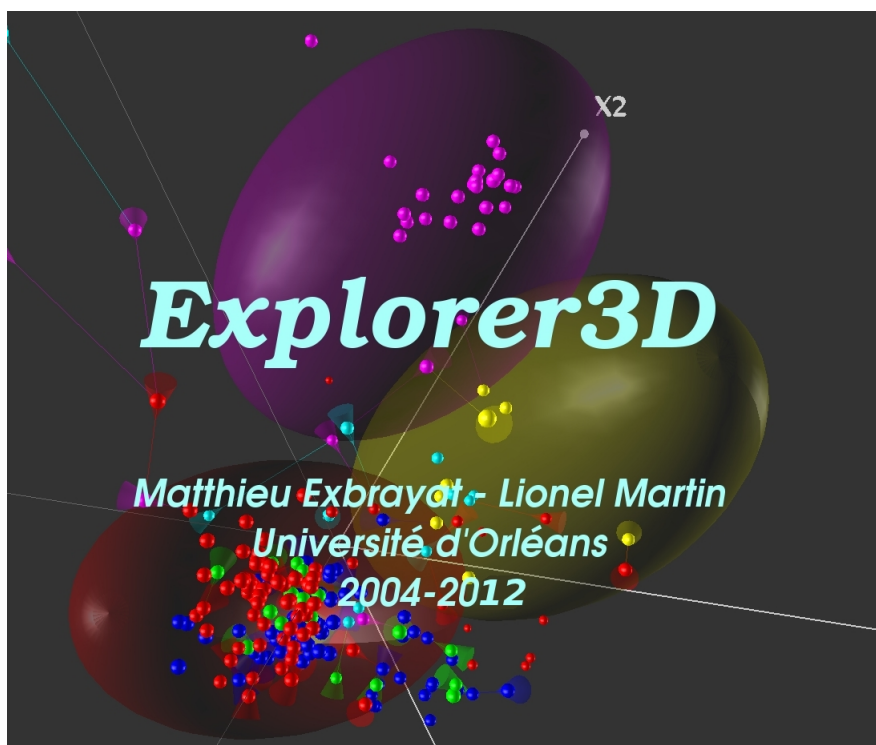 X2
Explorer3D
Matthieu Exbrayat - Lionel Martin
Université d'Orléans
2004-2012